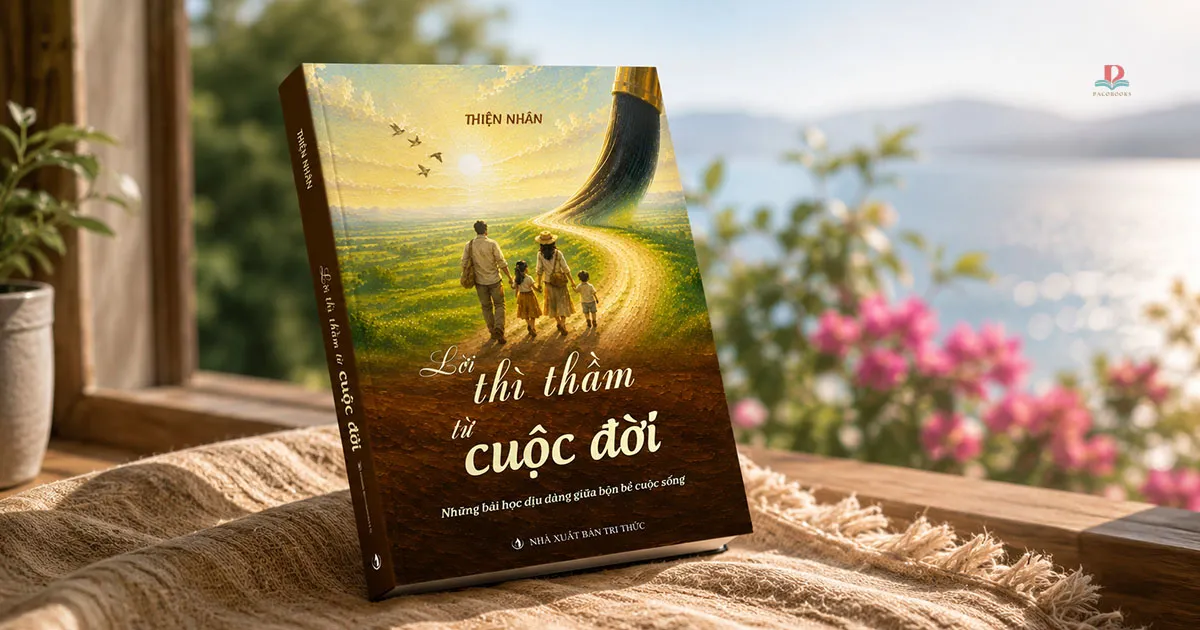 PACOBOOKS
THIỆN NHÂN
Lời
thì thầm
từ
cuộc đời
Những bài học dịu dàng giữa bộn bề cuộc sống
NHÀ XUẤT BẢN TRI THỨC
THIỆN NHÂN
Lời thì thầm từ cuộc đời